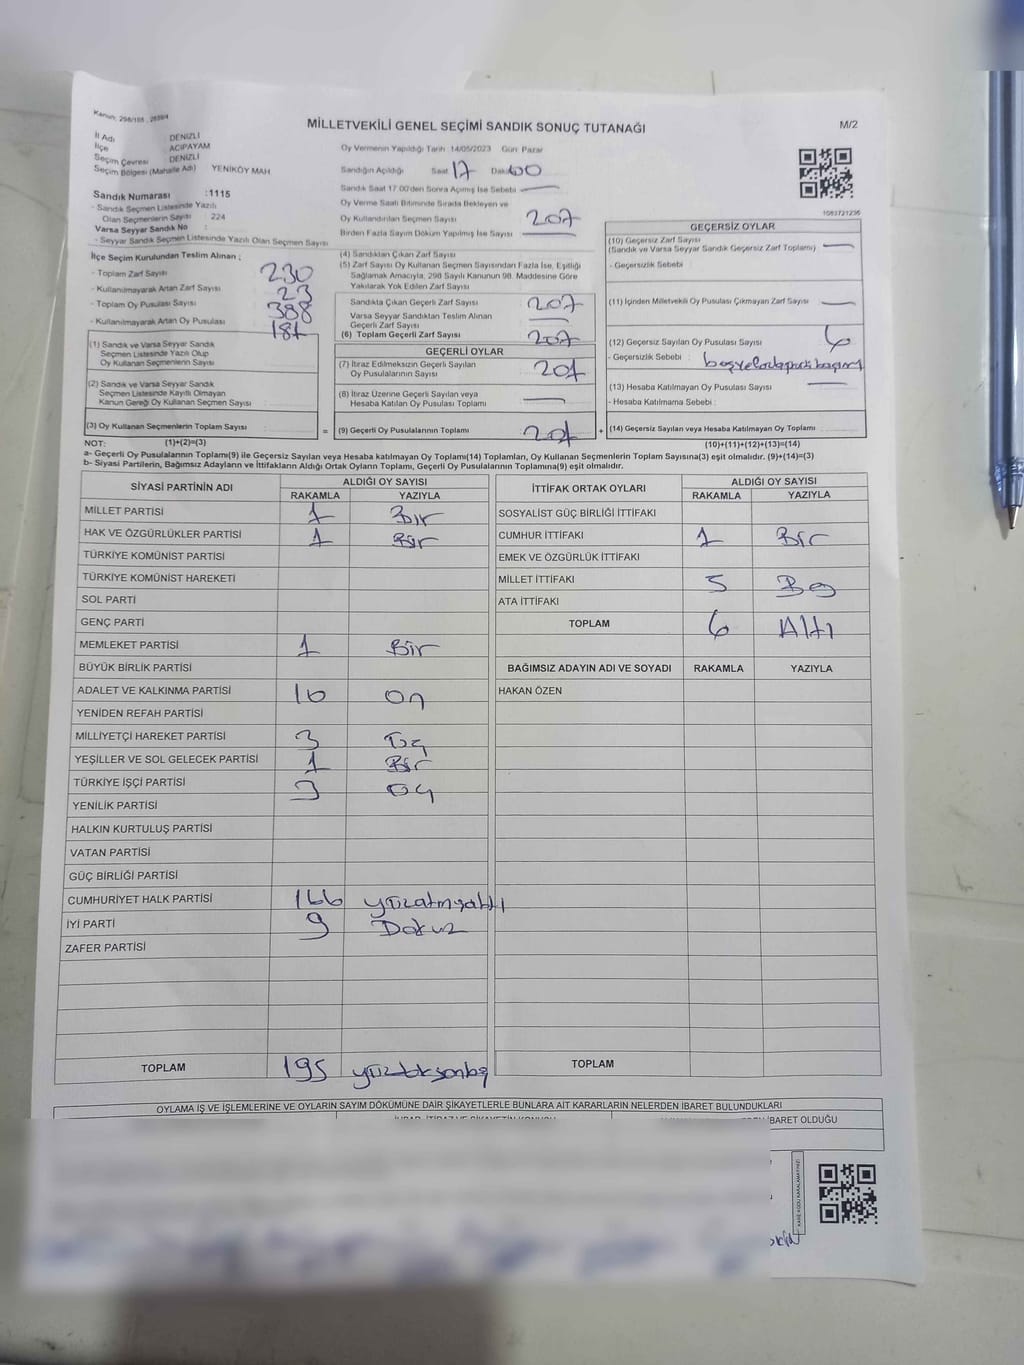 Kanun: 298/105 , 2839/4
MİLLETVEKİLİ GENEL SEÇİMİ SANDIK SONUÇ TUTANAĞI
M/2
İl Adı DENİZLİ
İlçe ACIPAYAM
Seçim Çevresi DENİZLİ
Seçim Bölgesi (Mahalle Adı) YENİKÖY MAH
Sandık Numarası :1115
- Sandık Seçmen Listesinde Yazılı
Olan Seçmenlerin Sayısı : 224
Varsa Seyyar Sandık No :
- Seyyar Sandık Seçmen Listesinde Yazılı Olan Seçmen Sayısı
İlçe Seçim Kurulundan Teslim Alınan ;
- Toplam Zarf Sayısı 230
- Kullanılmayarak Artan Zarf Sayısı 23
- Toplam Oy Pusulası Sayısı 388
- Kullanılmayarak Artan Oy Pusulası 181
(1) Sandık ve Varsa Seyyar Sandık
Seçmen Listesinde Yazılı Olup
Oy Kullanan Seçmenlerin Sayısı
(2) Sandık ve Varsa Seyyar Sandık
Seçmen Listesinde Kayıtlı Olmayan
Kanun Gereği Oy Kullanan Seçmen Sayısı
(3) Oy Kullanan Seçmenlerin Toplam Sayısı
Oy Vermenin Yapıldığı Tarih 14/05/2023 Gün Pazar
Sandığın Açıldığı Saat 17 Dak 00
Sandık Saat 17.00'den Sonra Açılmış İse Sebebi
Oy Verme Saati Bitiminde Sırada Bekleyen ve
Oy Kullandırılan Seçmen Sayısı 207
Birden Fazla Sayım Döküm Yapılmış İse Sayısı
(4) Sandıktan Çıkan Zarf Sayısı
(5) Zarf Sayısı Oy Kullanan Seçmen Sayısından Fazla İse, Eşitliği
Sağlamak Amacıyla, 298 Sayılı Kanunun 98. Maddesine Göre
Yakılarak Yok Edilen Zarf Sayısı
Sandıkta Çıkan Geçerli Zarf Sayısı 207
Varsa Seyyar Sandıktan Teslim Alınan
Geçerli Zarf Sayısı
(6) Toplam Geçerli Zarf Sayısı 207
GEÇERLİ OYLAR
(7) İtiraz Edilmeksizin Geçerli Sayılan
Oy Pusulalarının Sayısı 201
(8) İtiraz Üzerine Geçerli Sayılan veya
Hesaba Katılan Oy Pusulası Toplamı
= (9) Geçerli Oy Pusulalarının Toplamı 201 +
1083721236
GEÇERSİZ OYLAR
(10) Geçersiz Zarf Sayısı
(Sandık ve Varsa Seyyar Sandık Geçersiz Zarf Toplamı)
- Geçersizlik Sebebi :
(11) İçinden Milletvekili Oy Pusulası Çıkmayan Zarf Sayısı
(12) Geçersiz Sayılan Oy Pusulası Sayısı 6
- Geçersizlik Sebebi :
(13) Hesaba Katılmayan Oy Pusulası Sayısı
- Hesaba Katılmama Sebebi :
(14) Geçersiz Sayılan veya Hesaba Katılmayan Oy Toplamı
NOT: (1)+(2)=(3) (10)+(11)+(12)+(13)=(14)
a- Geçerli Oy Pusulalarının Toplamı(9) ile Geçersiz Sayılan veya Hesaba katılmayan Oy Toplamı(14) Toplamları, Oy Kullanan Seçmenlerin Toplam Sayısına(3) eşit olmalıdır. (9)+(14)=(3)
b- Siyasi Partilerin, Bağımsız Adayların ve İttifakların Aldığı Ortak Oyların Toplamı, Geçerli Oy Pusulalarının Toplamına(9) eşit olmalıdır.
SİYASİ PARTİNİN ADI ALDIĞI OY SAYISI
RAKAMLA YAZIYLA
MİLLET PARTİSİ 1 Bir
HAK VE ÖZGÜRLÜKLER PARTİSİ 1 Bir
TÜRKİYE KOMÜNİST PARTİSİ
TÜRKİYE KOMÜNİST HAREKETİ
SOL PARTİ
GENÇ PARTİ
MEMLEKET PARTİSİ 1 Bir
BÜYÜK BİRLİK PARTİSİ
ADALET VE KALKINMA PARTİSİ 10 On
YENİDEN REFAH PARTİSİ
MİLLİYETÇİ HAREKET PARTİSİ 3 Üç
YEŞİLLER VE SOL GELECEK PARTİSİ 1 Bir
TÜRKİYE İŞÇİ PARTİSİ 3 Üç
YENİLİK PARTİSİ
HALKIN KURTULUŞ PARTİSİ
VATAN PARTİSİ
GÜÇ BİRLİĞİ PARTİSİ
CUMHURİYET HALK PARTİSİ 166 yüzatmışaltı
İYİ PARTİ 9 Dokuz
ZAFER PARTİSİ
TOPLAM 195 yüzdoksanbeş
İTTİFAK ORTAK OYLARI ALDIĞI OY SAYISI
RAKAMLA YAZIYLA
SOSYALİST GÜÇ BİRLİĞİ İTTİFAKI
CUMHUR İTTİFAKI 1 Bir
EMEK VE ÖZGÜRLÜK İTTİFAKI
MİLLET İTTİFAKI 5 Beş
ATA İTTİFAKI
TOPLAM 6 Altı
BAĞIMSIZ ADAYIN ADI VE SOYADI RAKAMLA YAZIYLA
HAKAN ÖZEN
TOPLAM
OYLAMA İŞ VE İŞLEMLERİNE VE OYLARIN SAYIM DÖKÜMÜNE DAİR ŞİKAYETLERLE BUNLARA AİT KARARLARIN NELERDEN İBARET BULUNDUKLARI
İBARET OLDUĞU